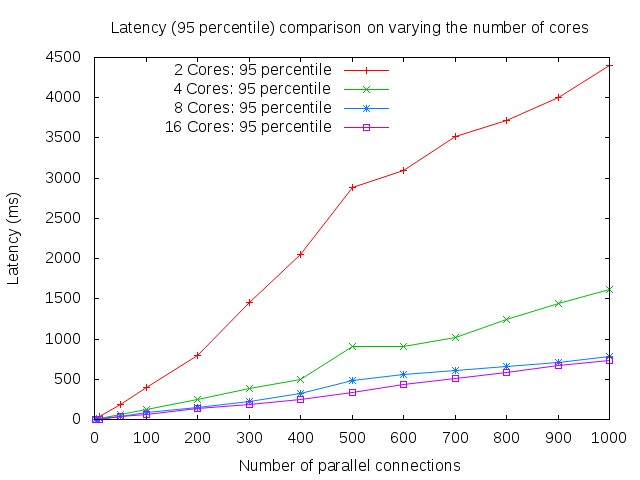 Latency (95 percentile) comparison on varying the number of cores
4500
4000
3500
3000
2500
2000
1500
1000
500
0
Latency (ms)
2 Cores: 95 percentile
4 Cores: 95 percentile
8 Cores: 95 percentile
16 Cores: 95 percentile
0 100 200 300 400 500 600 700 800 900 1000
Number of parallel connections